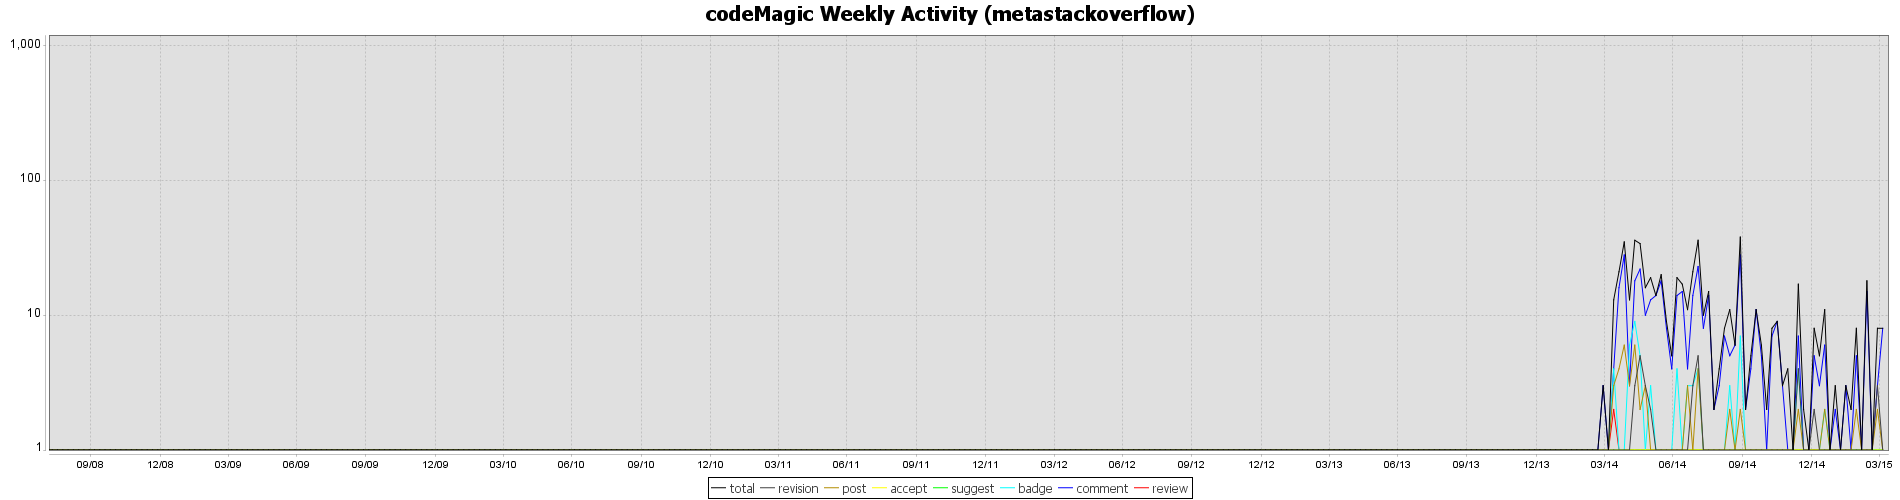 codeMagic Weekly Activity (metastackoverflow)
1,000
100
10
1
09/08 12/08 03/09 06/09 09/09 12/09 03/10 06/10 09/10 12/10 03/11 06/11 09/11 12/11 03/12 06/12 09/12 12/12 03/13 06/13 09/13 12/13 03/14 06/14 09/14 12/14 03/15
total revision post accept suggest badge comment review